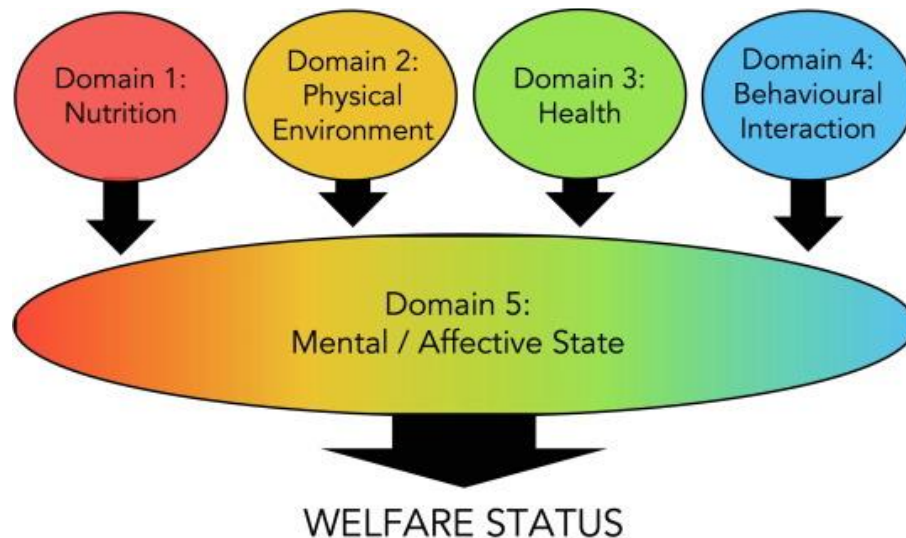 Domain 1:
Nutrition
Domain 2:
Physical
Environment
Domain 3:
Health
Domain 4:
Behavioural
Interaction
Domain 5:
Mental / Affective State
WELFARE STATUS